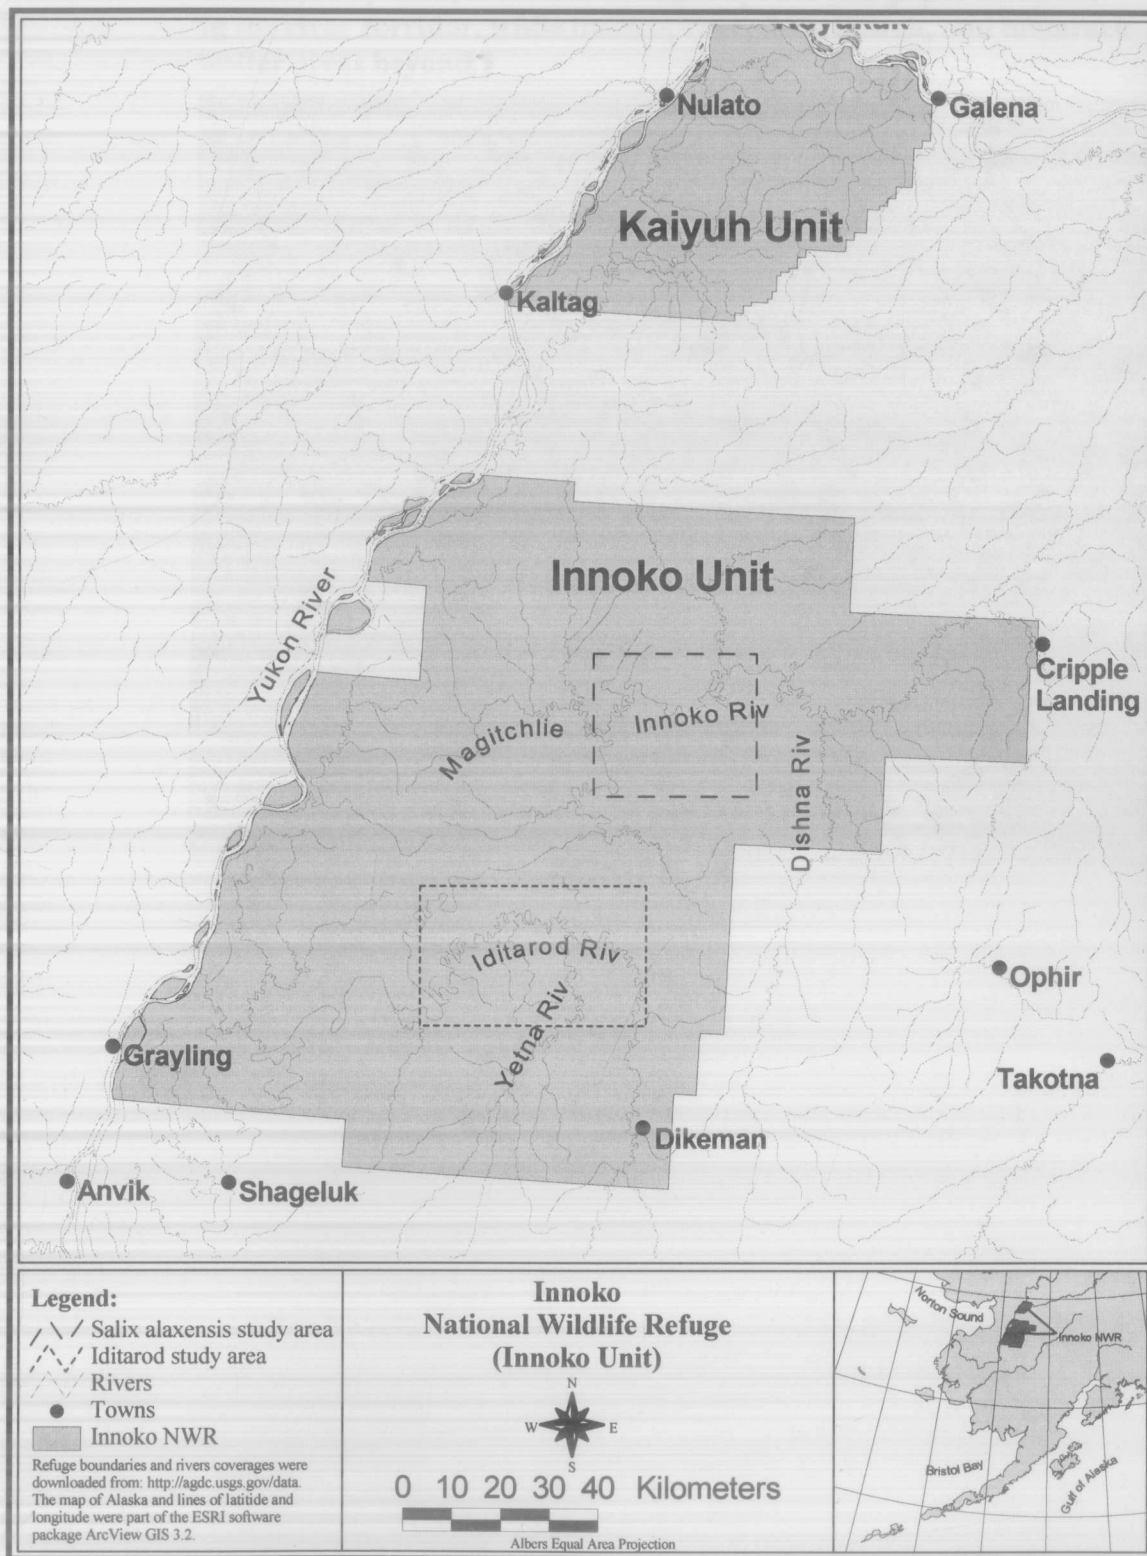 Koyukuk
Nulato
Galena
Kaiyuh Unit
Kaltag
Innoko Unit
Yukon River
Cripple
Landing
Magitchlie
Innoko Riv
Dishna Riv
Iditarod Riv
Yetna Riv
Ophir
Grayling
Takotna
Dikeman
Anvik
Shageluk
Legend:
Salix alaxensis study area
Iditarod study area
Rivers
Towns
Innoko NWR
Refuge boundaries and rivers coverages were
downloaded from: http://agdc.usgs.gov/data.
The map of Alaska and lines of latitide and
longitude were part of the ESRI software
package ArcView GIS 3.2.
Innoko
National Wildlife Refuge
(Innoko Unit)
N
W E
S
0 10 20 30 40 Kilometers
Albers Equal Area Projection
Norton Sound
Innoko NWR
Bristol Bay
Gulf of Alaska